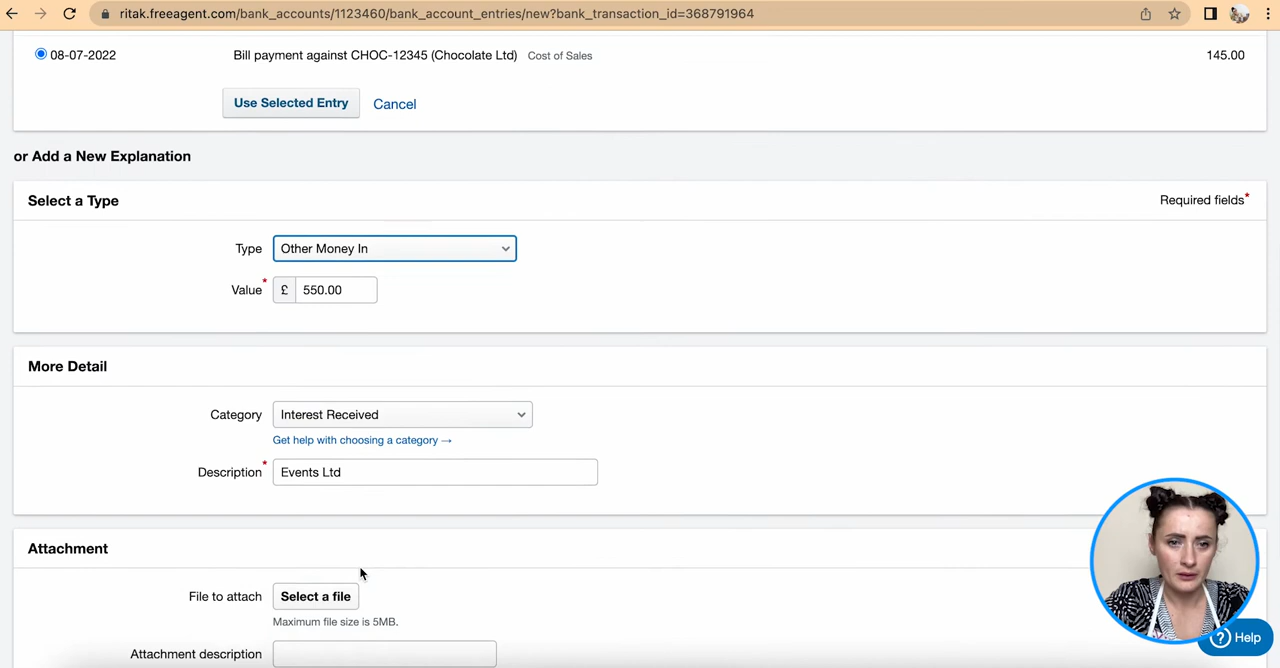 ritak.freeagent.com/bank_accounts/1123460/bank_account_entries/new?bank_transaction_id=368791964
08-07-2022 Bill payment against CHOC-12345 (Chocolate Ltd) Cost of Sales 145.00
Use Selected Entry Cancel
or Add a New Explanation
Select a Type Required fields*
Type Other Money In
Value* £ 550.00
More Detail
Category Interest Received
Get help with choosing a category →
Description* Events Ltd
Attachment
File to attach Select a file
Maximum file size is 5MB.
Attachment description
? Help